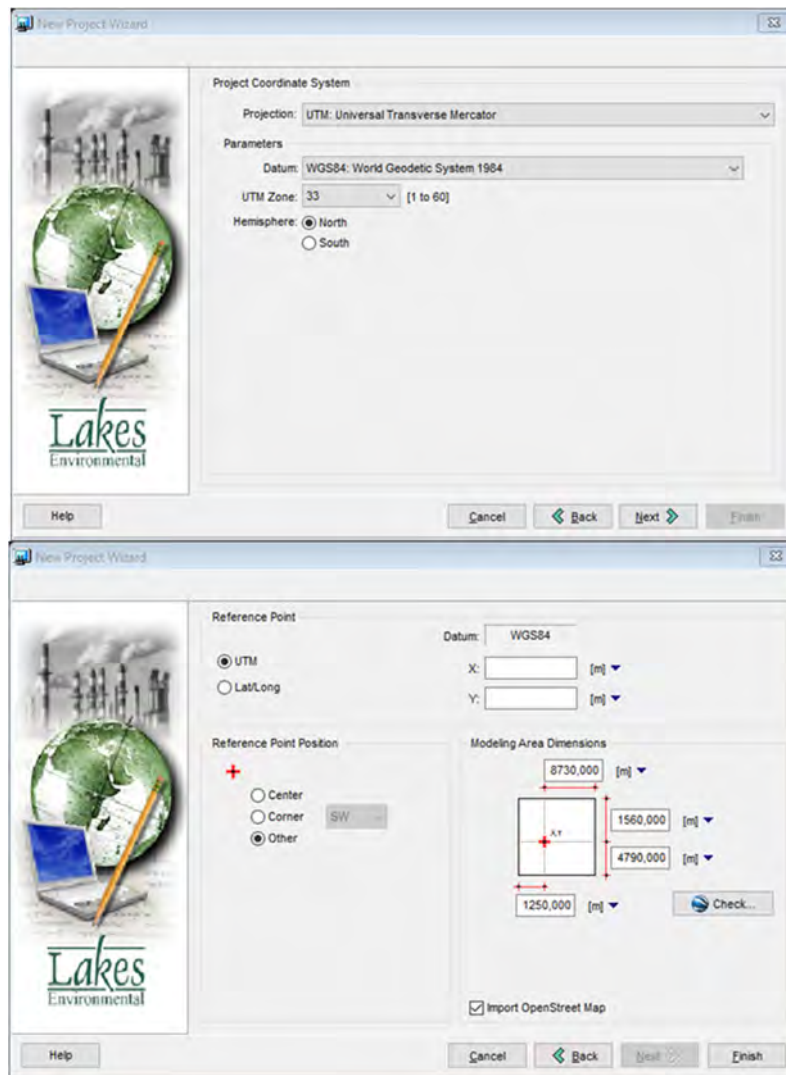 New Project Wizard
Project Coordinate System
Projection: UTM: Universal Transverse Mercator
Parameters
Datum: WGS84: World Geodetic System 1984
UTM Zone: 33 [1 to 60]
Hemisphere: North
South
Lakes
Environmental
Help Cancel Back Next Finish
New Project Wizard
Reference Point
Datum: WGS84
UTM X: [m]
Lat/Long Y: [m]
Reference Point Position
Center
Corner SW
Other
Modeling Area Dimensions
8730,000 [m]
1560,000 [m]
X,Y
4790,000 [m]
1250,000 [m] Check...
Import OpenStreet Map
Lakes
Environmental
Help Cancel Back Next Finish